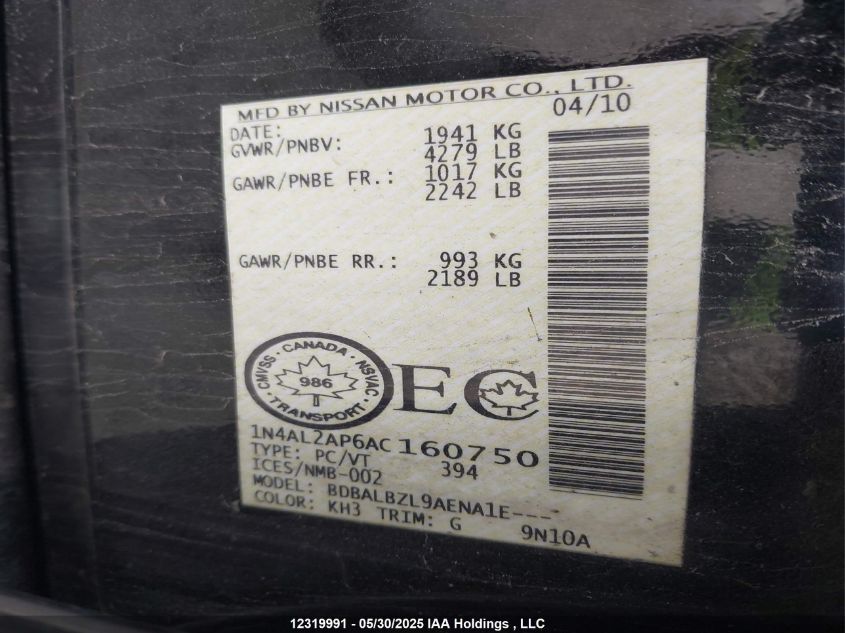 MFD BY NISSAN MOTOR CO., LTD.
DATE: 04/10
GVWR/PNBV: 1941 KG
4279 LB
GAWR/PNBE FR.: 1017 KG
2242 LB
GAWR/PNBE RR.: 993 KG
2189 LB
CMVSS · CANADA · NSVAC
986
· TRANSPORT ·
EC
1N4AL2AP6AC160750
TYPE: PC/VT 394
ICES/NMB-002
MODEL: BDBALBZL9AENA1E---
COLOR: KH3 TRIM: G 9N10A
12319991 - 05/30/2025 IAA Holdings , LLC